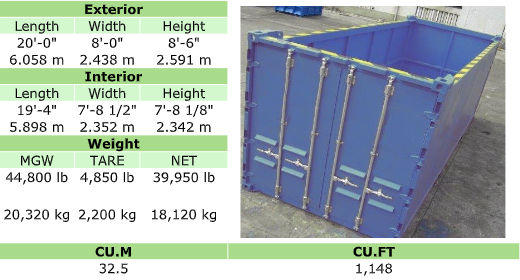 Exterior
Length Width Height
20'-0" 8'-0" 8'-6"
6.058 m 2.438 m 2.591 m
Interior
Length Width Height
19'-4" 7'-8 1/2" 7'-8 1/8"
5.898 m 2.352 m 2.342 m
Weight
MGW TARE NET
44,800 lb 4,850 lb 39,950 lb
20,320 kg 2,200 kg 18,120 kg
CU.M CU.FT
32.5 1,148